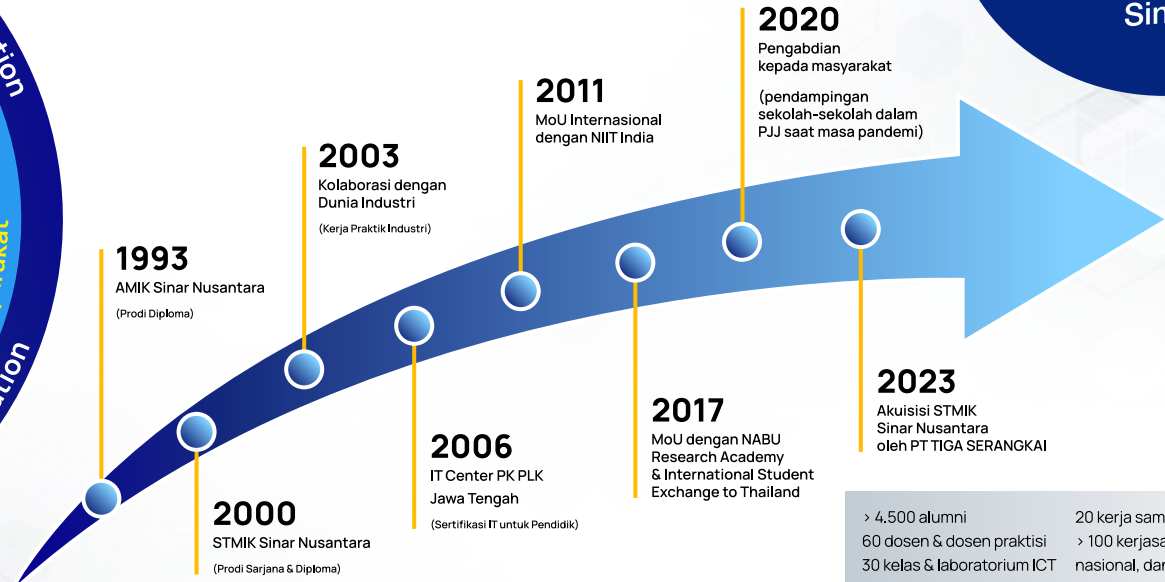 1993
AMIK Sinar Nusantara
(Prodi Diploma)
2000
STMIK Sinar Nusantara
(Prodi Sarjana & Diploma)
2003
Kolaborasi dengan
Dunia Industri
(Kerja Praktik Industri)
2006
IT Center PK PLK
Jawa Tengah
(Sertifikasi IT untuk Pendidik)
2011
MoU Internasional
dengan NIIT India
2017
MoU dengan NABU
Research Academy
& International Student
Exchange to Thailand
2020
Pengabdian
kepada masyarakat
(pendampingan
sekolah-sekolah dalam
PJJ saat masa pandemi)
2023
Akuisisi STMIK
Sinar Nusantara
oleh PT TIGA SERANGKAI
> 4.500 alumni
60 dosen & dosen praktisi
30 kelas & laboratorium ICT
20 kerja sam
> 100 kerjasa
nasional, dar
Sin